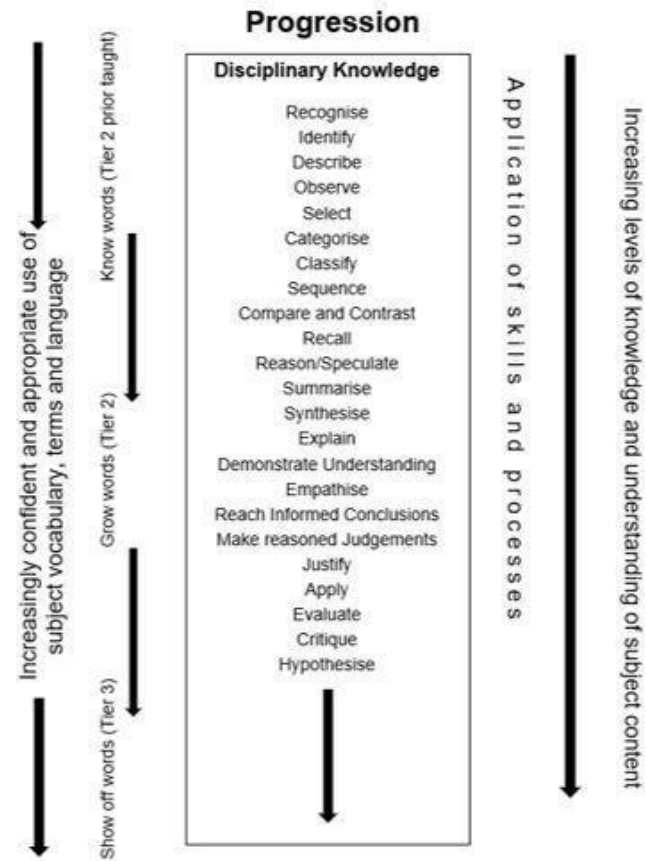 Progression
Increasingly confident and appropriate use of
subject vocabulary, terms and language
Know words (Tier 2 prior taught)
Grow words (Tier 2)
Show off words (Tier 3)
Disciplinary Knowledge
Recognise
Identify
Describe
Observe
Select
Categorise
Classify
Sequence
Compare and Contrast
Recall
Reason/Speculate
Summarise
Synthesise
Explain
Demonstrate Understanding
Empathise
Reach Informed Conclusions
Make reasoned Judgements
Justify
Apply
Evaluate
Critique
Hypothesise
Application of skills and processes
Increasing levels of knowledge and understanding of subject content